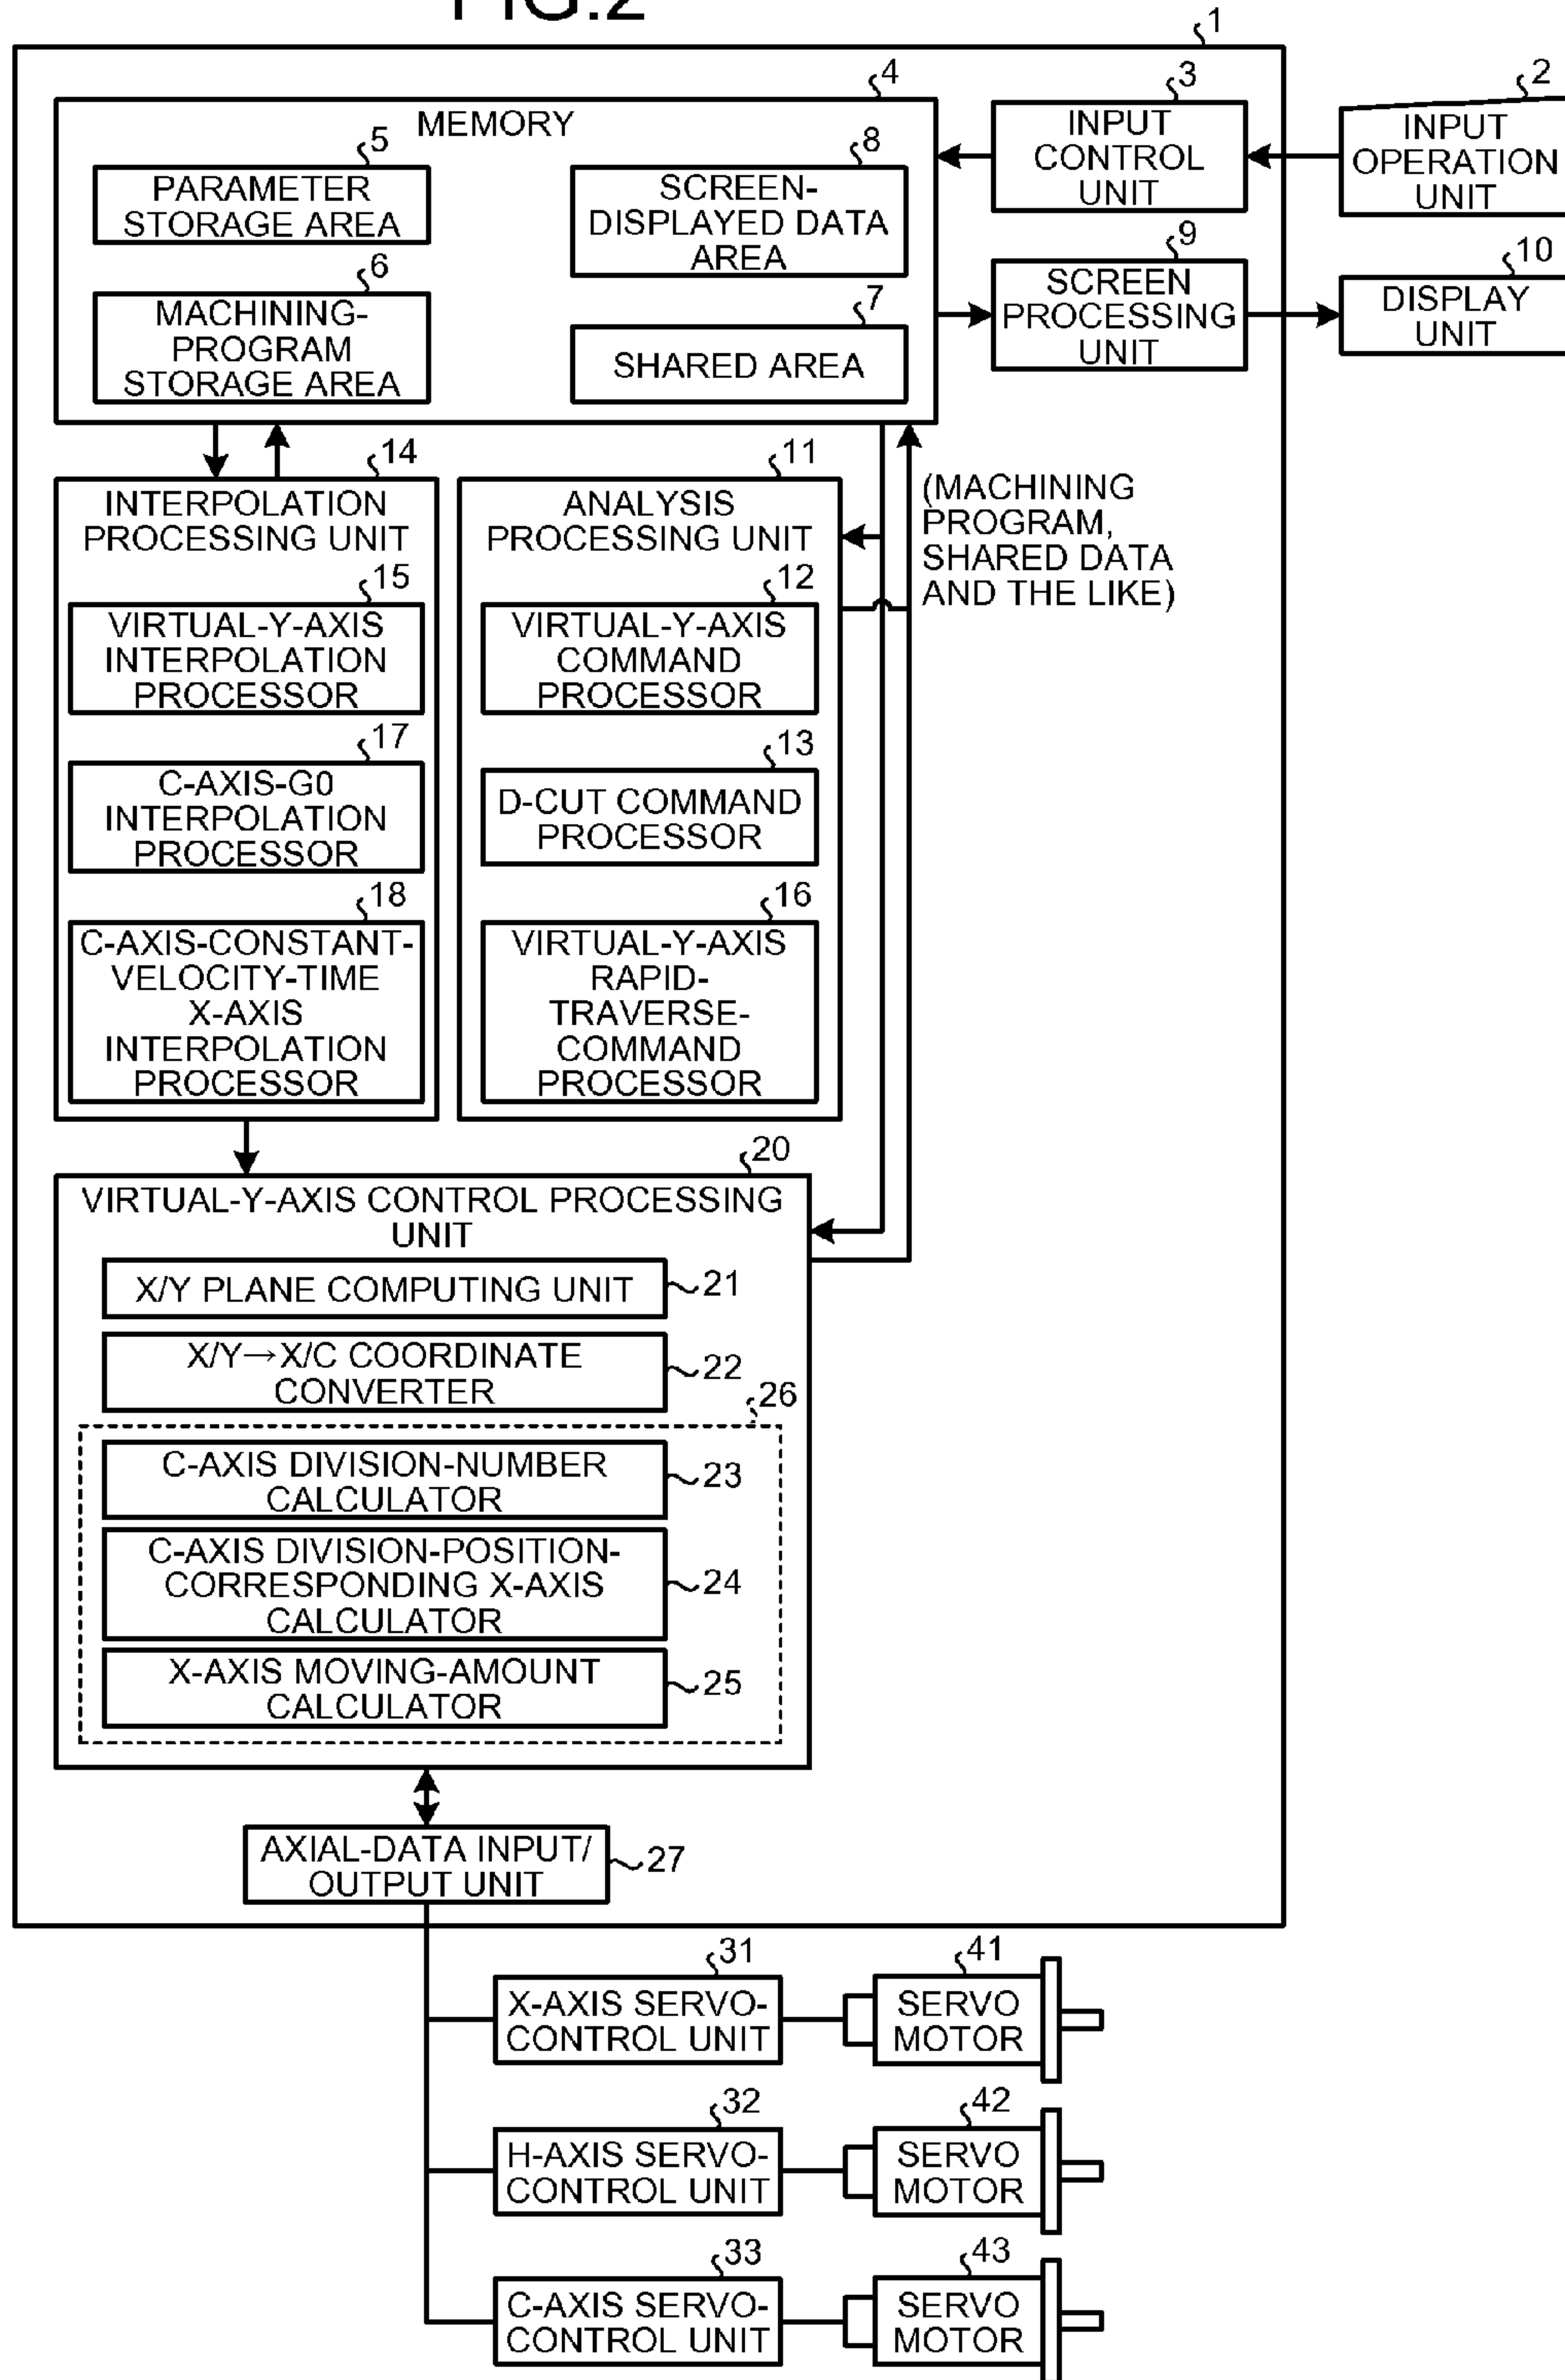 FIG.2
1
4
MEMORY
5
PARAMETER
STORAGE AREA
6
MACHINING-
PROGRAM
STORAGE AREA
8
SCREEN-
DISPLAYED DATA
AREA
7
SHARED AREA
3
INPUT
CONTROL
UNIT
2
INPUT
OPERATION
UNIT
9
SCREEN
PROCESSING
UNIT
10
DISPLAY
UNIT
14
INTERPOLATION
PROCESSING UNIT
15
VIRTUAL-Y-AXIS
INTERPOLATION
PROCESSOR
17
C-AXIS-G0
INTERPOLATION
PROCESSOR
18
C-AXIS-CONSTANT-
VELOCITY-TIME
X-AXIS
INTERPOLATION
PROCESSOR
11
ANALYSIS
PROCESSING UNIT
12
VIRTUAL-Y-AXIS
COMMAND
PROCESSOR
13
D-CUT COMMAND
PROCESSOR
16
VIRTUAL-Y-AXIS
RAPID-
TRAVERSE-
COMMAND
PROCESSOR
(MACHINING
PROGRAM,
SHARED DATA
AND THE LIKE)
20
VIRTUAL-Y-AXIS CONTROL PROCESSING
UNIT
X/Y PLANE COMPUTING UNIT
21
X/Y→X/C COORDINATE
CONVERTER
22
26
C-AXIS DIVISION-NUMBER
CALCULATOR
23
C-AXIS DIVISION-POSITION-
CORRESPONDING X-AXIS
CALCULATOR
24
X-AXIS MOVING-AMOUNT
CALCULATOR
25
AXIAL-DATA INPUT/
OUTPUT UNIT
27
31
X-AXIS SERVO-
CONTROL UNIT
41
SERVO
MOTOR
32
H-AXIS SERVO-
CONTROL UNIT
42
SERVO
MOTOR
33
C-AXIS SERVO-
CONTROL UNIT
43
SERVO
MOTOR